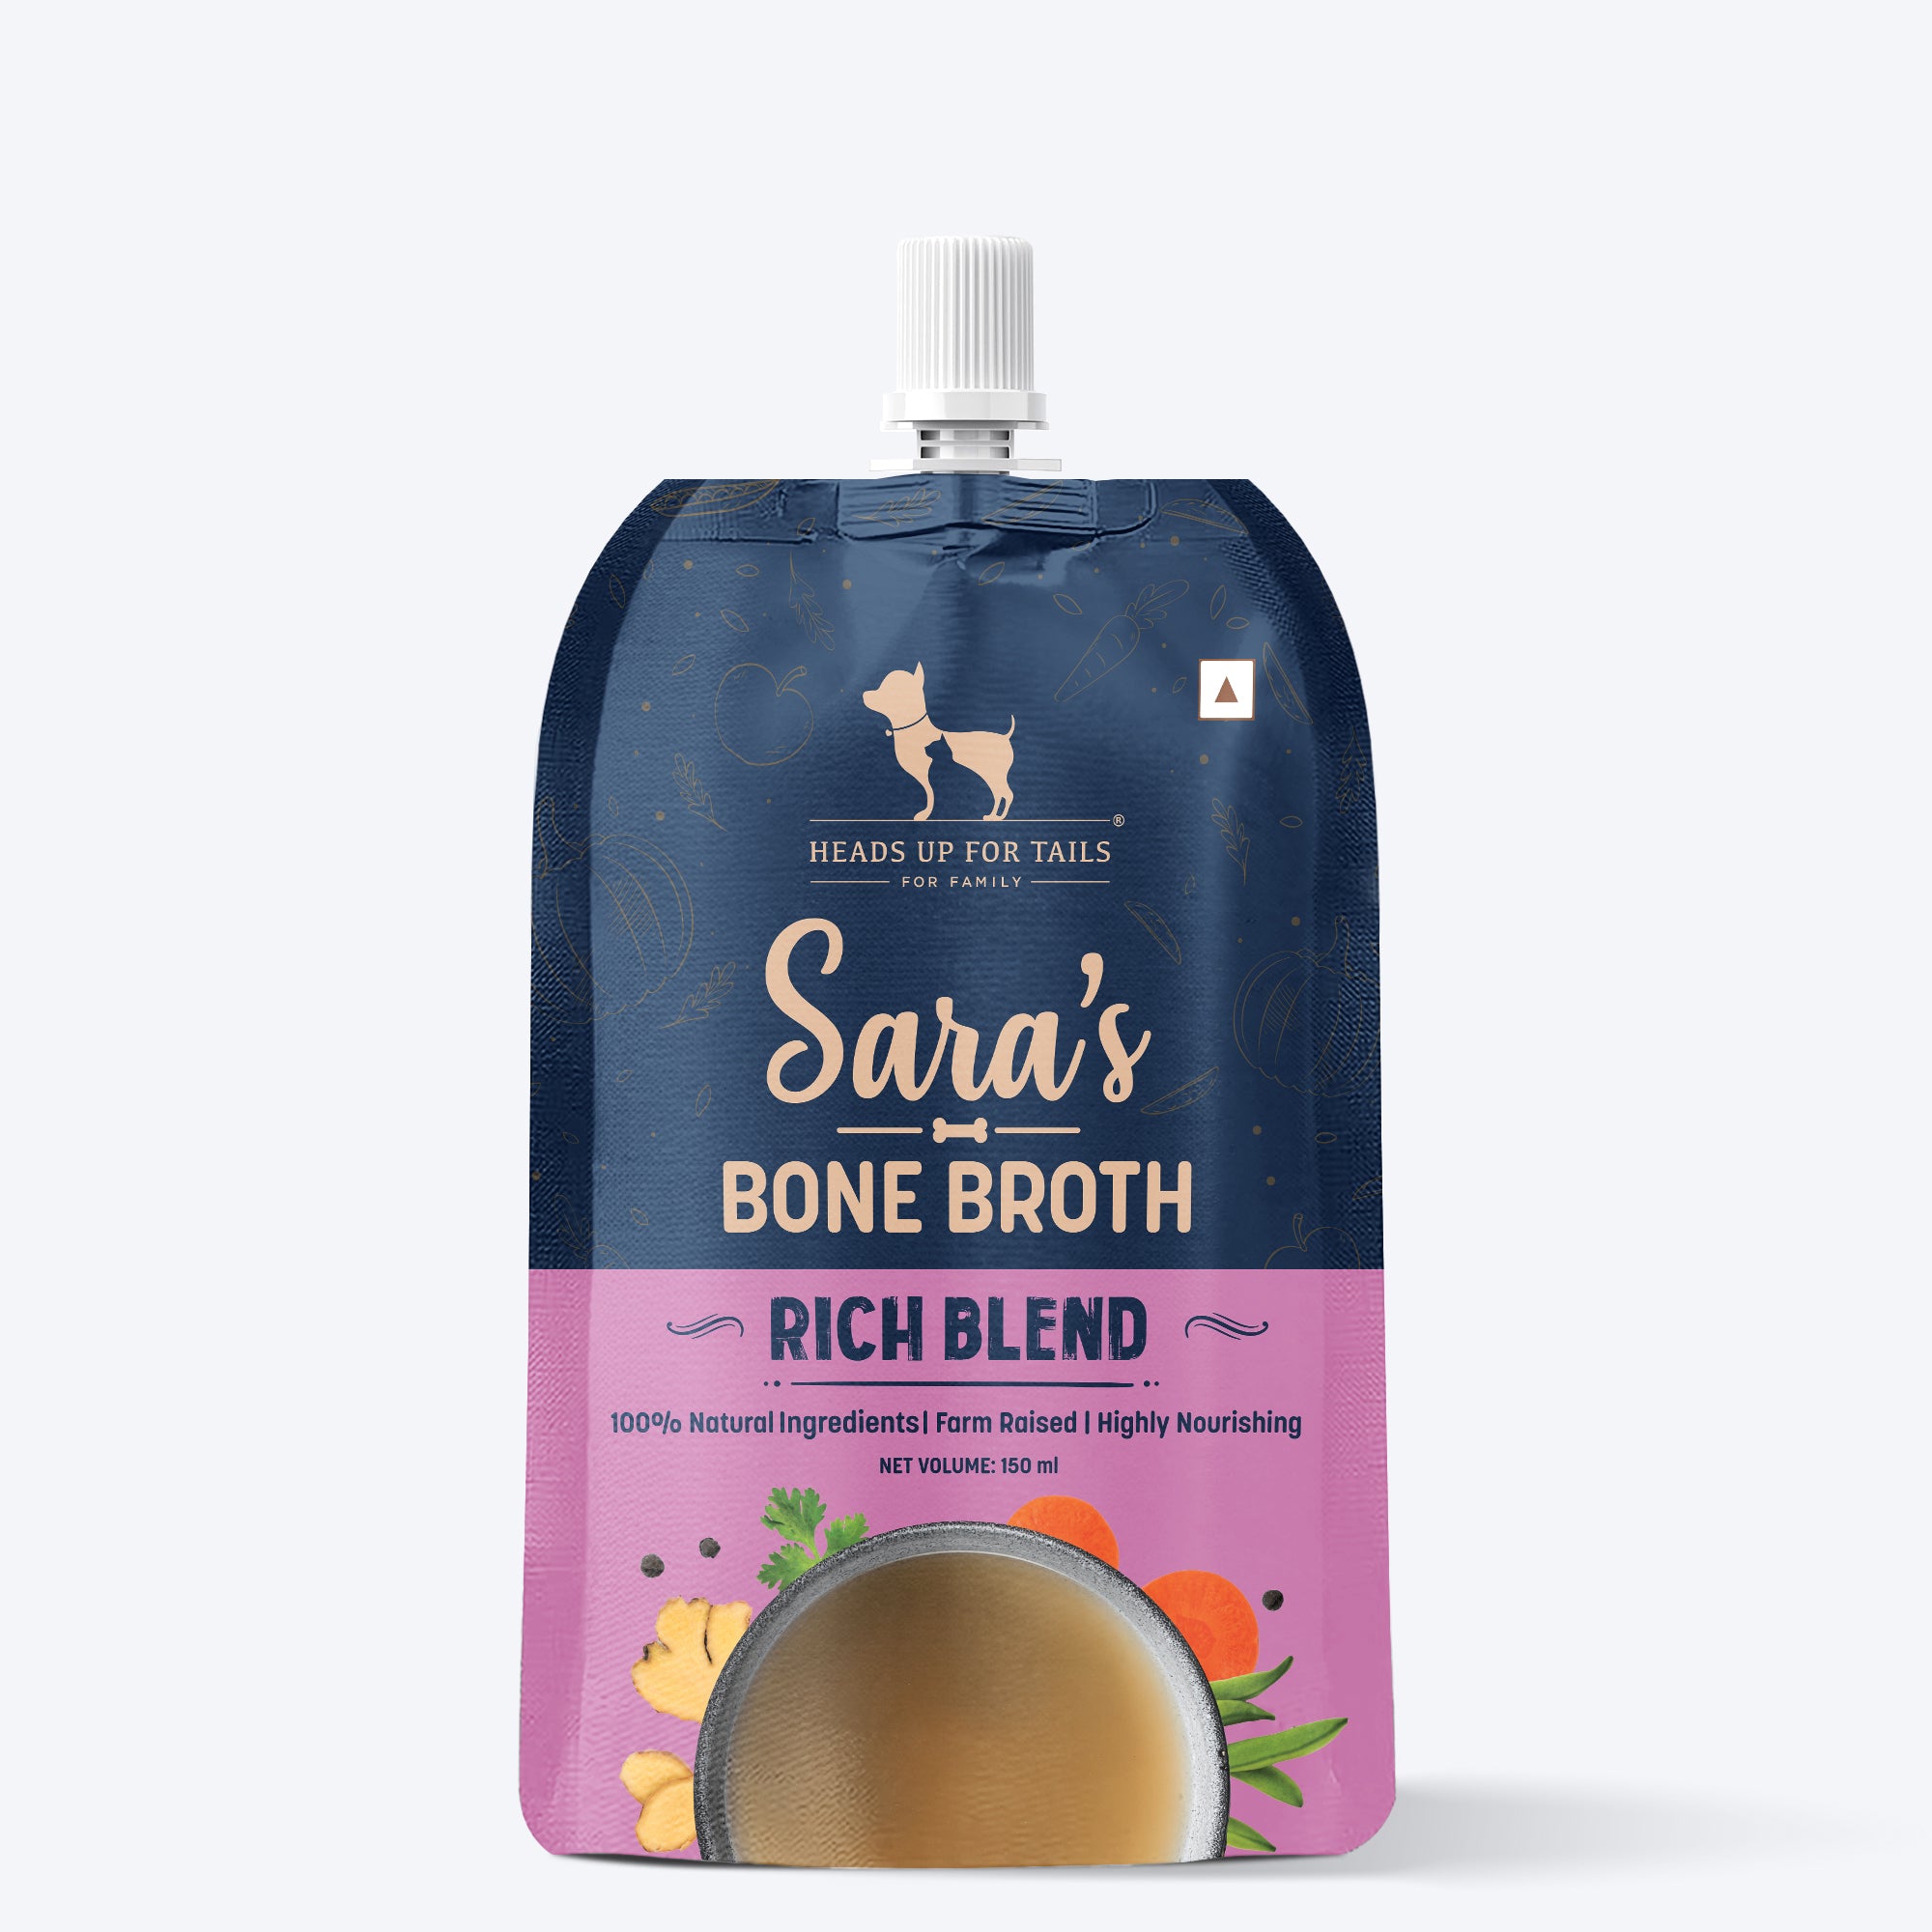 ®
HEADS UP FOR TAILS
FOR FAMILY
Sara's
BONE BROTH
RICH BLEND
100% Natural Ingredients| Farm Raised | Highly Nourishing
NET VOLUME: 150 ml